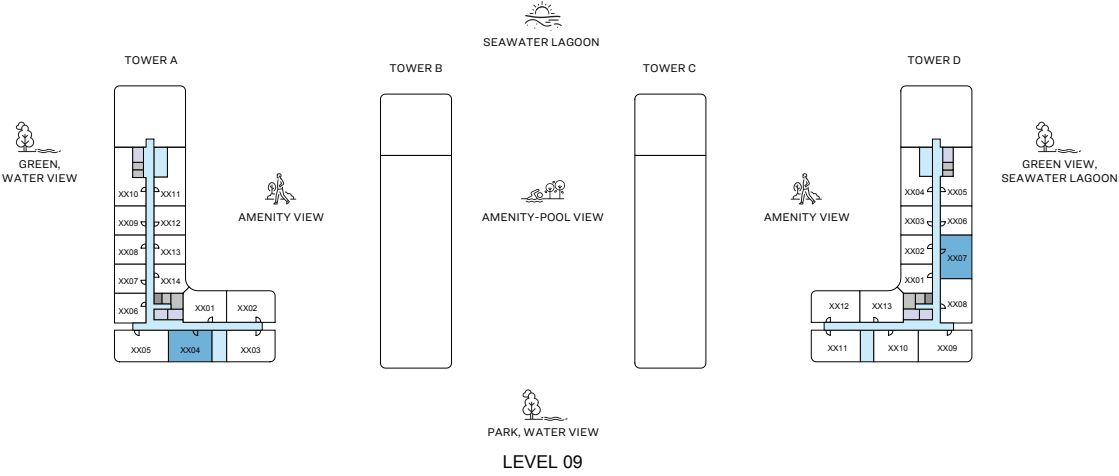 SEAWATER LAGOON
TOWER A
TOWER B
TOWER C
TOWER D
GREEN,
WATER VIEW
AMENITY VIEW
AMENITY-POOL VIEW
AMENITY VIEW
GREEN VIEW,
SEAWATER LAGOON
XX10
XX11
XX09
XX12
XX08
XX13
XX07
XX14
XX06
XX01
XX02
XX05
XX04
XX03
XX04
XX05
XX03
XX06
XX02
XX07
XX01
XX12
XX13
XX08
XX11
XX10
XX09
PARK, WATER VIEW
LEVEL 09